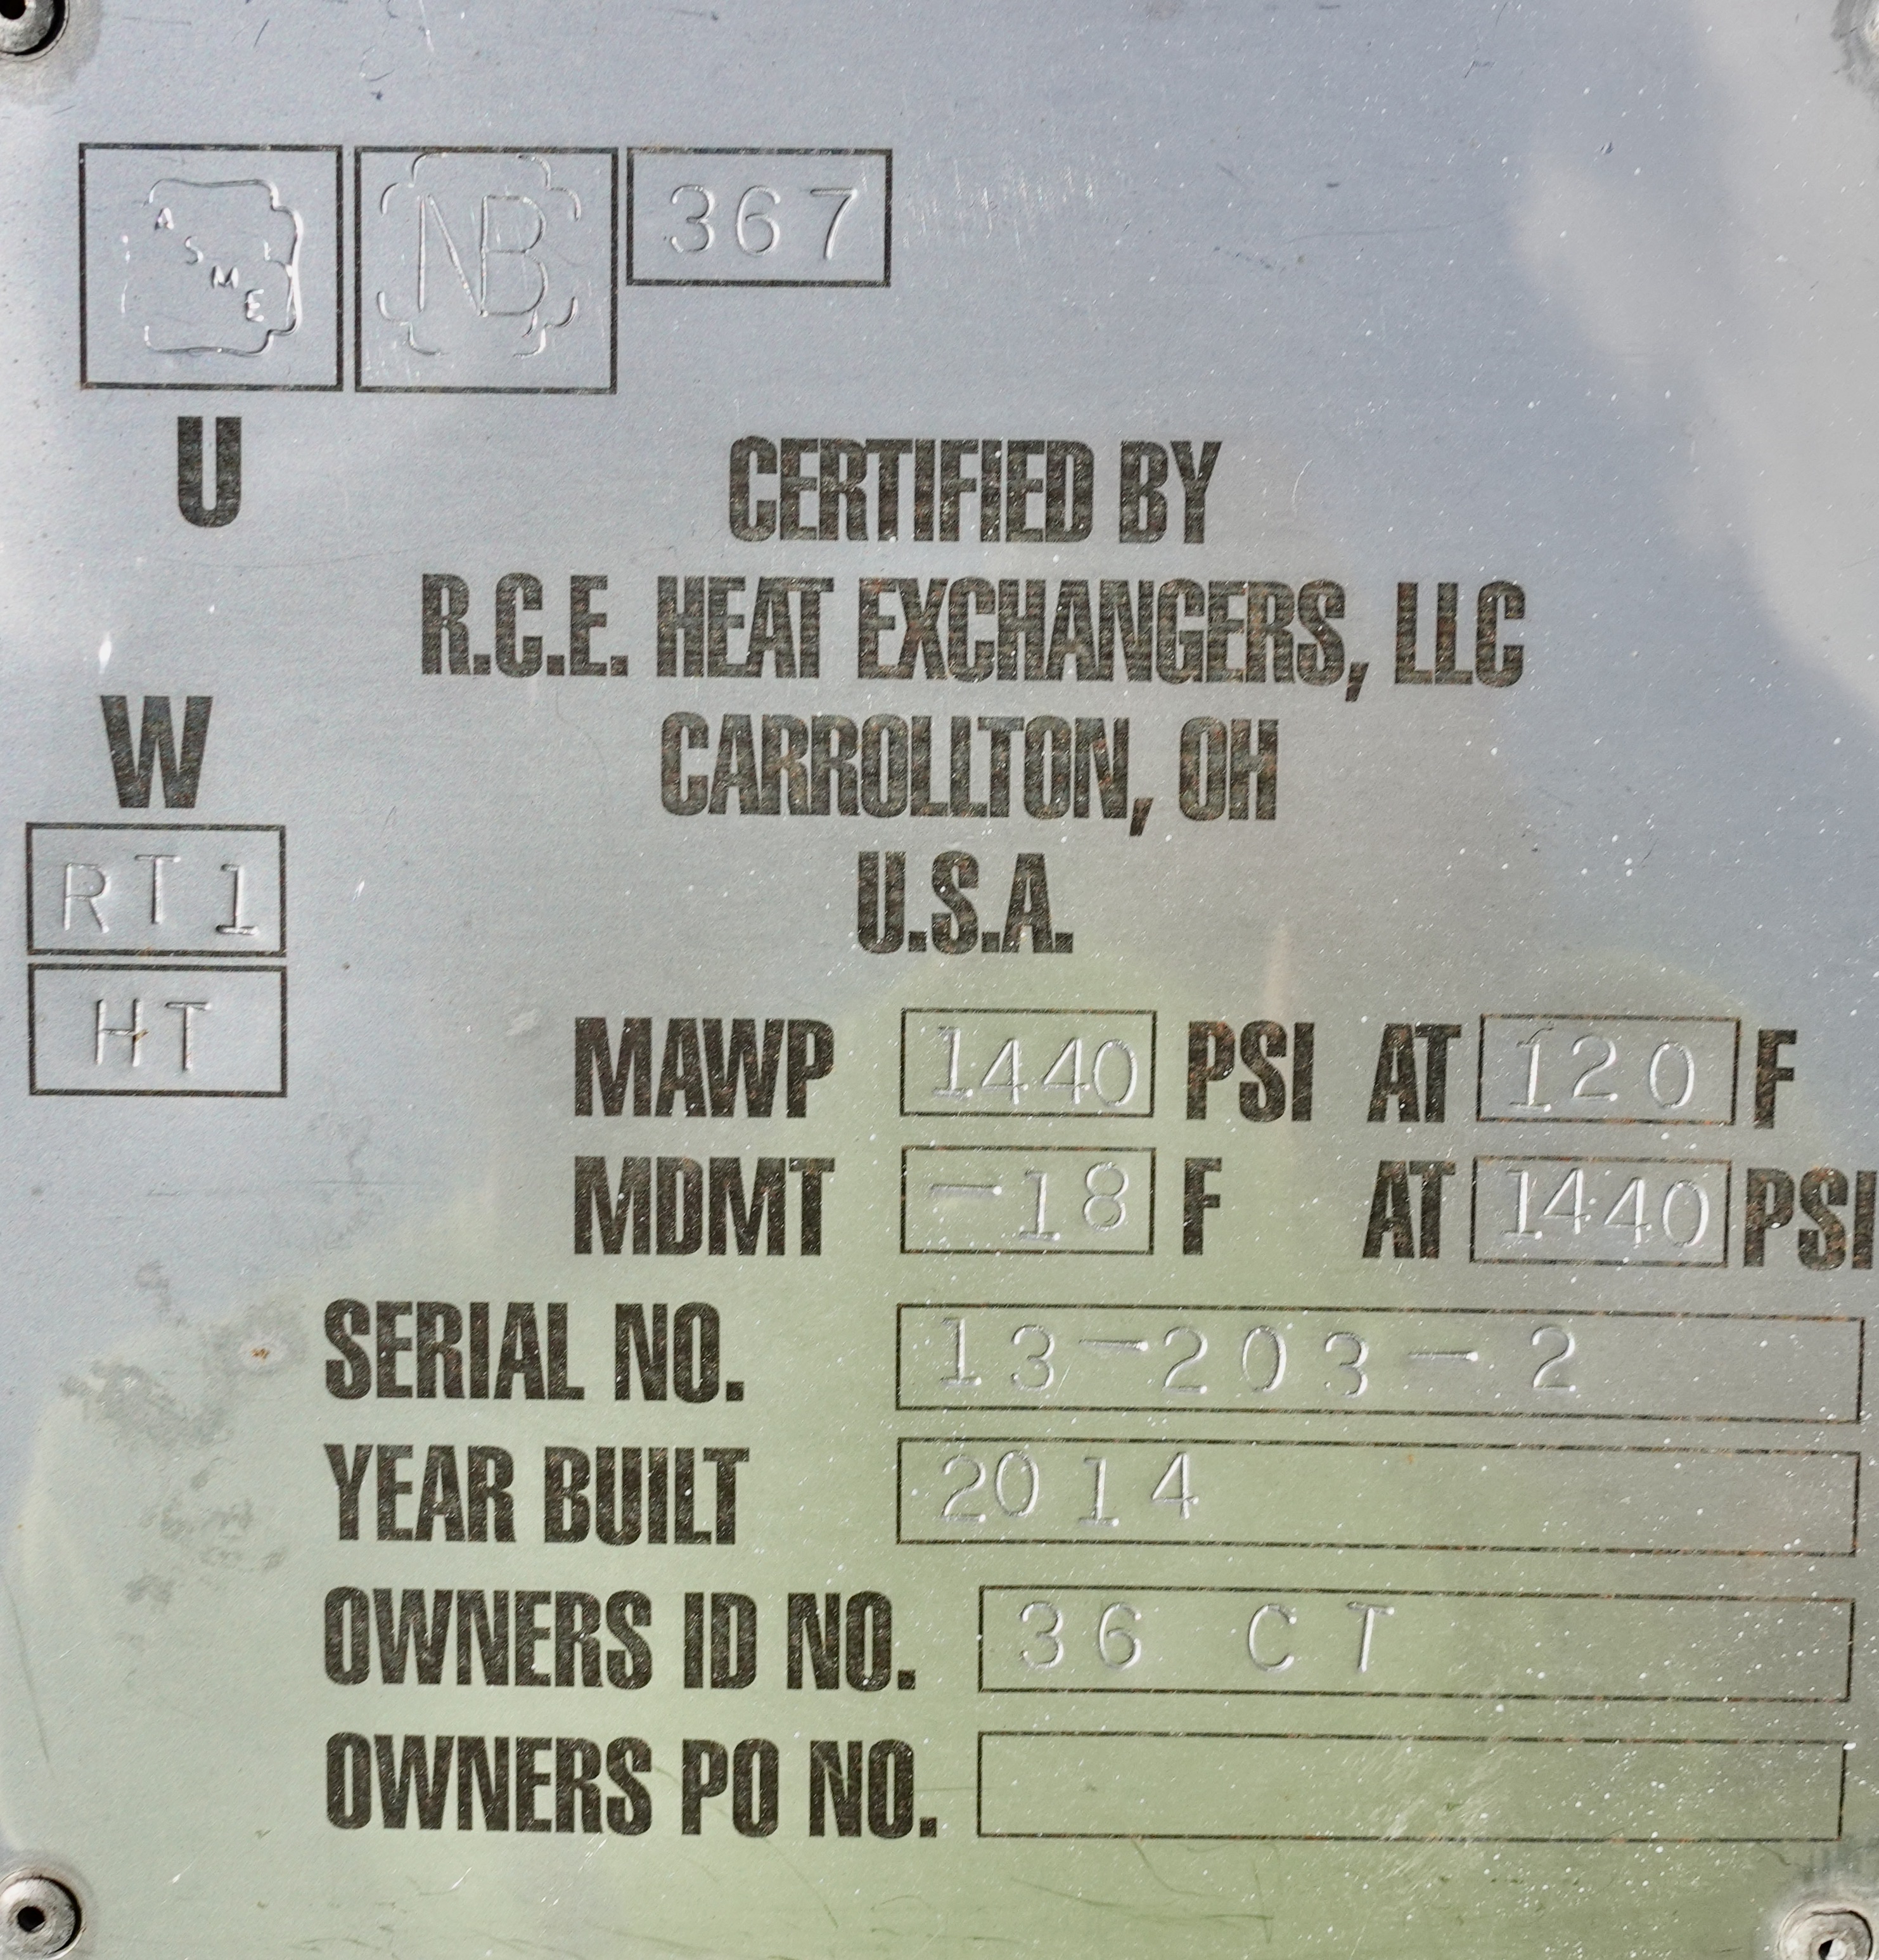 ASME NB 367
U
CERTIFIED BY
R.C.E. HEAT EXCHANGERS, LLC
W
CARROLLTON, OH
RT1
U.S.A.
HT
MAWP 1440 PSI AT 120 F
MDMT -18 F AT 1440 PSI
SERIAL NO. 13-203-2
YEAR BUILT 2014
OWNERS ID NO. 36 CT
OWNERS PO NO.